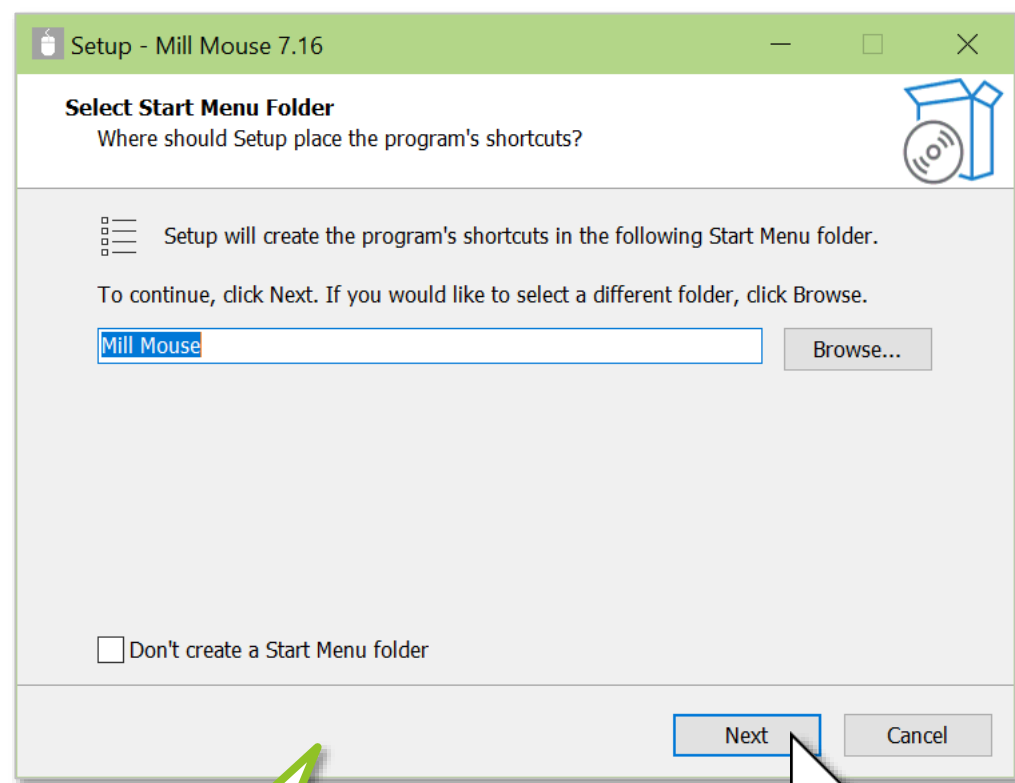 Setup - Mill Mouse 7.16
Select Start Menu Folder
Where should Setup place the program's shortcuts?
Setup will create the program's shortcuts in the following Start Menu folder.
To continue, click Next. If you would like to select a different folder, click Browse.
Mill Mouse
Browse...
Don't create a Start Menu folder
Next
Cancel